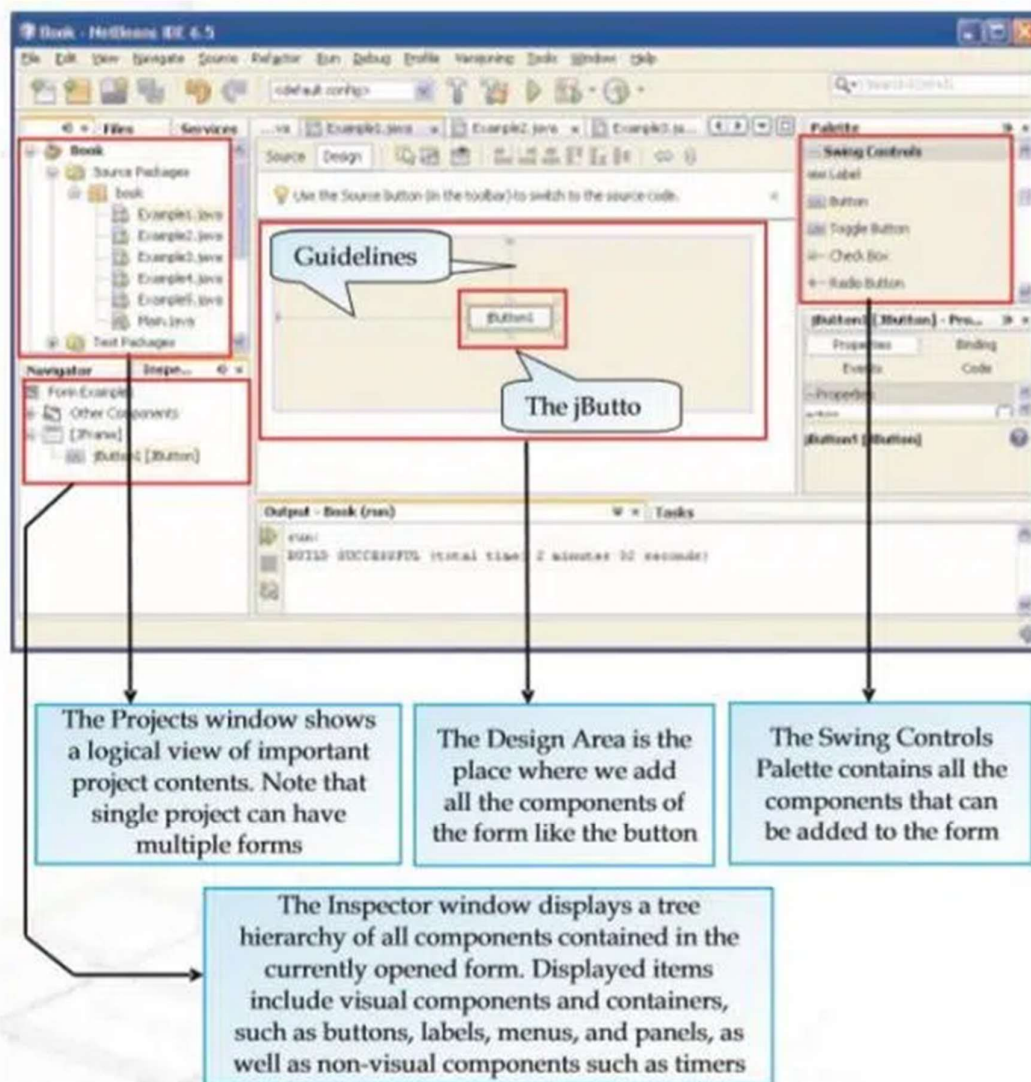 Book - NetBeans IDE 6.5
File Edit View Navigate Source Refactor Run Debug Profile Versioning Tools Window Help
<default config>
Files Services
...va Example1.java Example2.java Example3.ja...
Palette
Book
Source Packages
book
Example1.java
Example2.java
Example3.java
Example4.java
Example5.java
Main.java
Test Packages
Source Design
Use the Source button (in the toolbar) to switch to the source code.
Guidelines
jButton1
The jButto
Swing Controls
Label
Button
Toggle Button
Check Box
Radio Button
jButton1 [JButton] - Pro...
Properties Binding
Events Code
Properties
jButton1 [JButton]
Navigator Inspe...
Form Example1
Other Components
[JFrame]
jButton1 [JButton]
Output - Book (run) Tasks
run:
BUILD SUCCESSFUL (total time: 2 minutes 32 seconds)
The Projects window shows
a logical view of important
project contents. Note that
single project can have
multiple forms
The Design Area is the
place where we add
all the components of
the form like the button
The Swing Controls
Palette contains all the
components that can
be added to the form
The Inspector window displays a tree
hierarchy of all components contained in the
currently opened form. Displayed items
include visual components and containers,
such as buttons, labels, menus, and panels, as
well as non-visual components such as timers